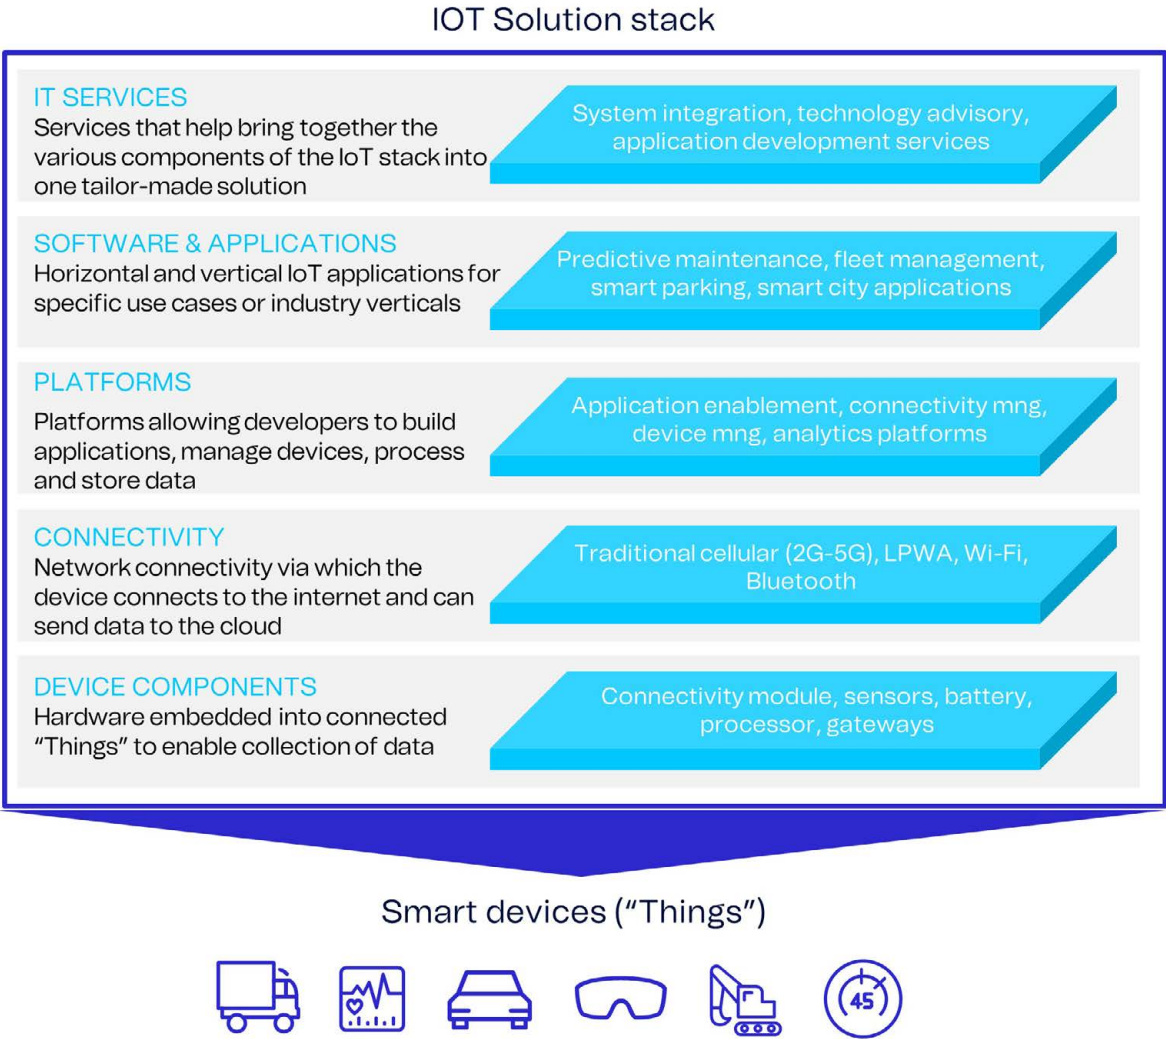 IOT Solution stack
IT SERVICES
Services that help bring together the
various components of the IoT stack into
one tailor-made solution
System integration, technology advisory,
application development services
SOFTWARE & APPLICATIONS
Horizontal and vertical IoT applications for
specific use cases or industry verticals
Predictive maintenance, fleet management,
smart parking, smart city applications
PLATFORMS
Platforms allowing developers to build
applications, manage devices, process
and store data
Application enablement, connectivity mng,
device mng, analytics platforms
CONNECTIVITY
Network connectivity via which the
device connects to the internet and can
send data to the cloud
Traditional cellular (2G-5G), LPWA, Wi-Fi,
Bluetooth
DEVICE COMPONENTS
Hardware embedded into connected
“Things” to enable collection of data
Connectivity module, sensors, battery,
processor, gateways
Smart devices (“Things”)
45